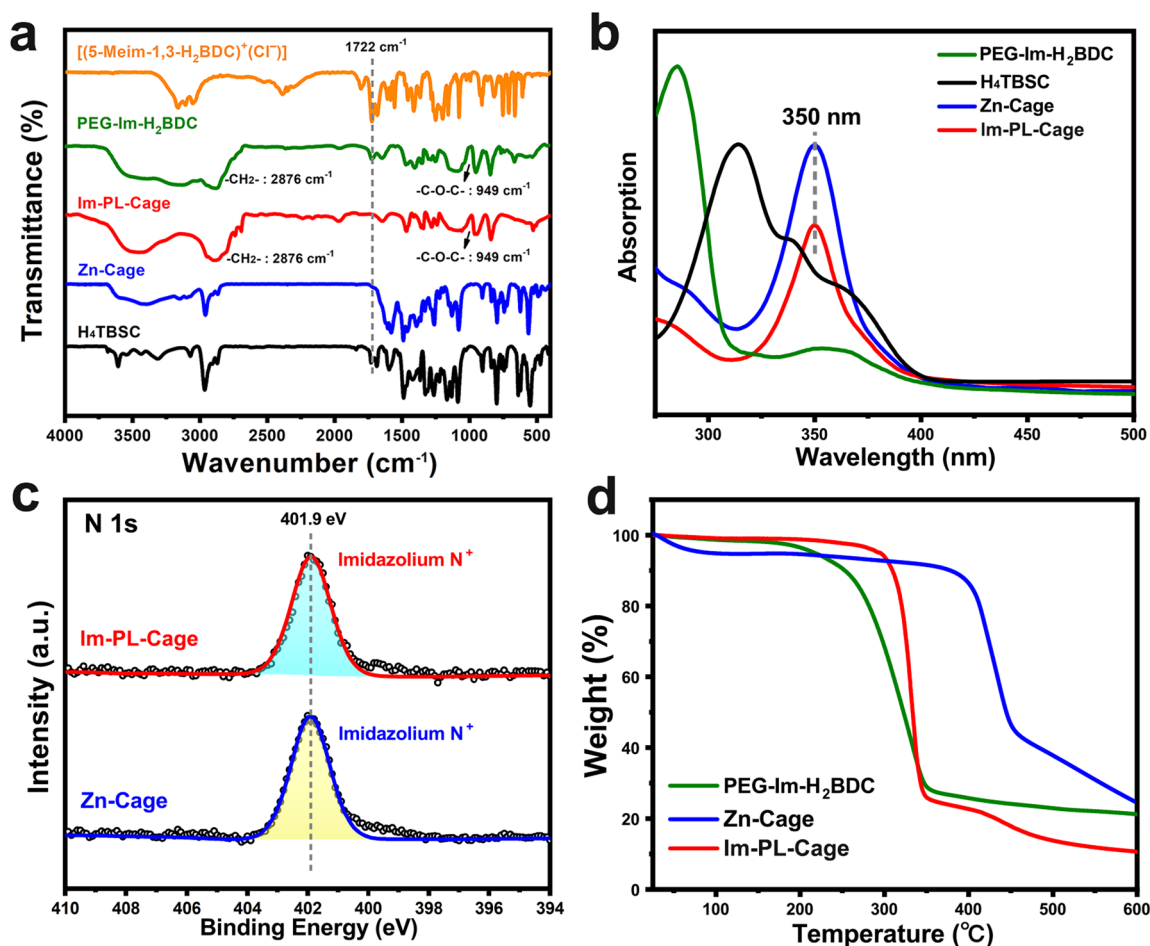 a
[(5-Meim-1,3-H₂BDC)⁺(Cl⁻)]
1722 cm⁻¹
PEG-Im-H₂BDC
-CH₂- : 2876 cm⁻¹
-C-O-C- : 949 cm⁻¹
Im-PL-Cage
-CH₂- : 2876 cm⁻¹
-C-O-C- : 949 cm⁻¹
Zn-Cage
H₄TBSC
Transmittance (%)
4000 3500 3000 2500 2000 1500 1000 500
Wavenumber (cm⁻¹)
b
PEG-Im-H₂BDC
H₄TBSC
Zn-Cage
Im-PL-Cage
350 nm
Absorption
300 350 400 450 500
Wavelength (nm)
c
N 1s
401.9 eV
Imidazolium N⁺
Im-PL-Cage
Imidazolium N⁺
Zn-Cage
Intensity (a.u.)
410 408 406 404 402 400 398 396 394
Binding Energy (eV)
d
100
80
60
40
20
0
Weight (%)
PEG-Im-H₂BDC
Zn-Cage
Im-PL-Cage
100 200 300 400 500 600
Temperature (℃)